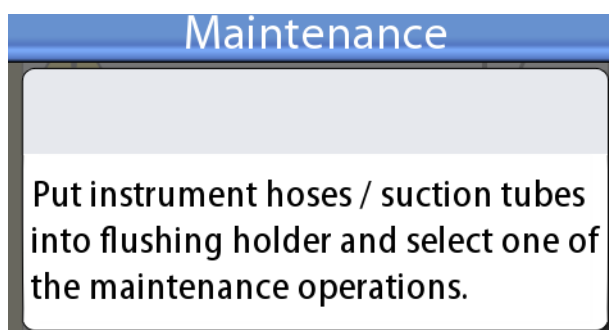 Maintenance
Put instrument hoses / suction tubes
into flushing holder and select one of
the maintenance operations.